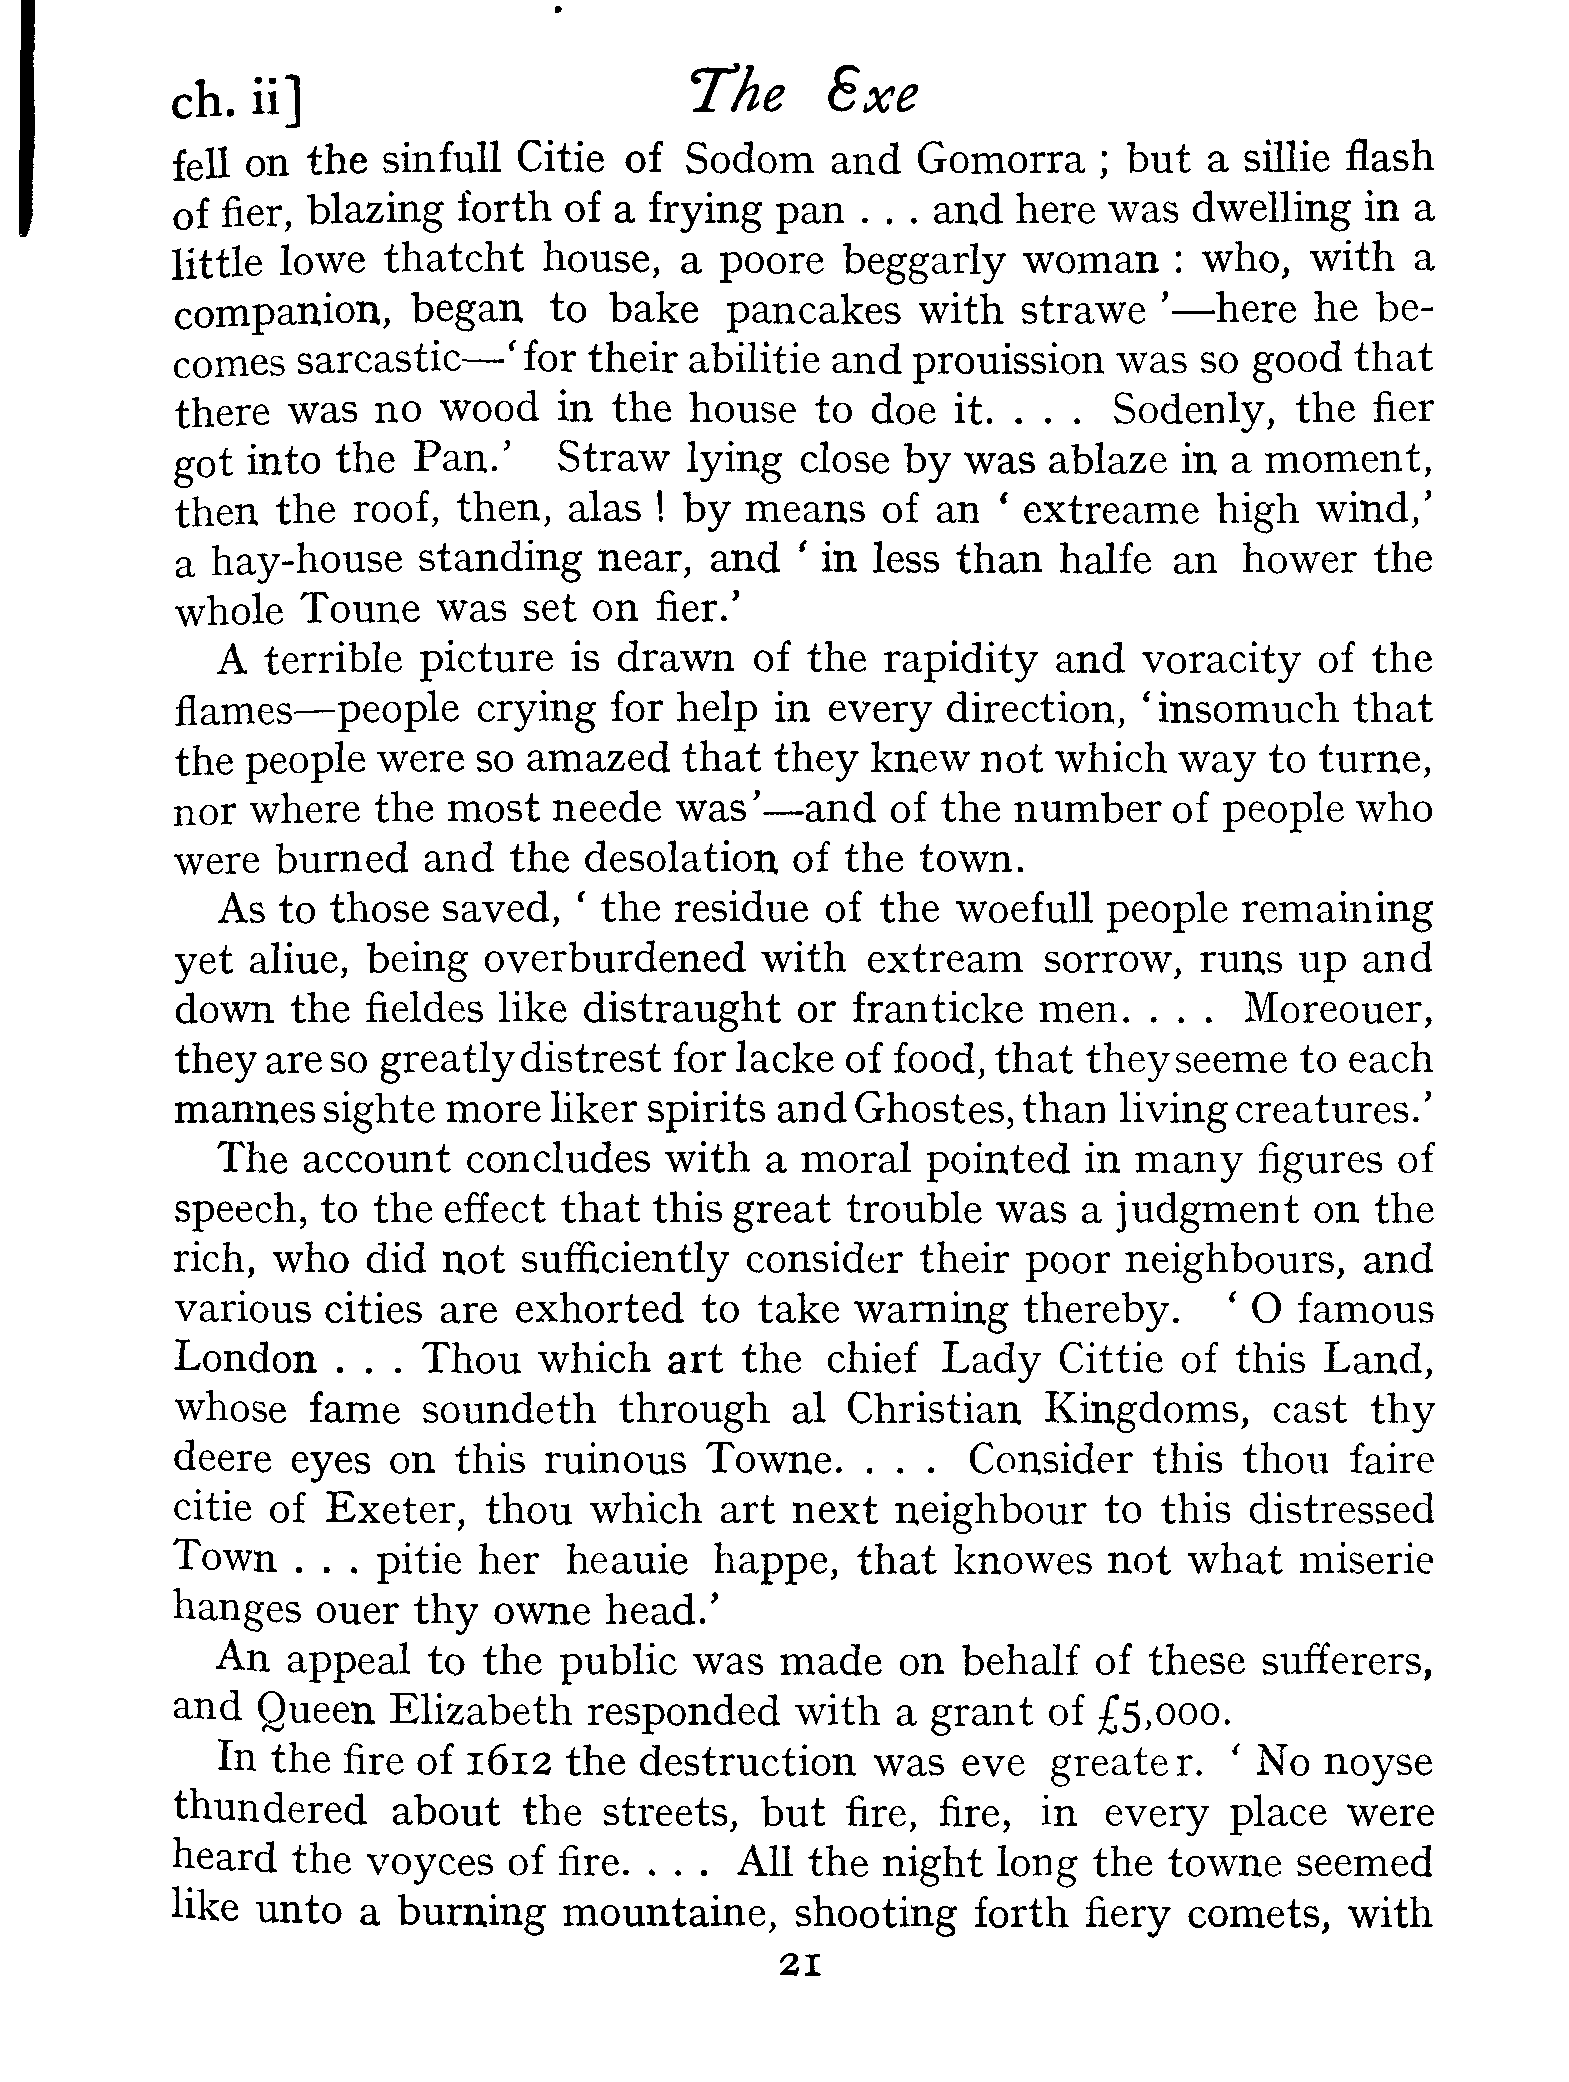 ch. ii] The Exe
fell on the sinfull Citie of Sodom and Gomorra ; but a sillie flash
of fier, blazing forth of a frying pan . . . and here was dwelling in a
little lowe thatcht house, a poore beggarly woman : who, with a
companion, began to bake pancakes with strawe ’—here he be-
comes sarcastic—‘ for their abilitie and prouission was so good that
there was no wood in the house to doe it. . . . Sodenly, the fier
got into the Pan.’ Straw lying close by was ablaze in a moment,
then the roof, then, alas ! by means of an ‘ extreame high wind,’
a hay-house standing near, and ‘ in less than halfe an hower the
whole Toune was set on fier.’
A terrible picture is drawn of the rapidity and voracity of the
flames—people crying for help in every direction, ‘ insomuch that
the people were so amazed that they knew not which way to turne,
nor where the most neede was’—and of the number of people who
were burned and the desolation of the town.
As to those saved, ‘ the residue of the woefull people remaining
yet aliue, being overburdened with extream sorrow, runs up and
down the fieldes like distraught or franticke men. . . . Moreouer,
they are so greatly distrest for lacke of food, that they seeme to each
mannes sighte more liker spirits and Ghostes, than living creatures.’
The account concludes with a moral pointed in many figures of
speech, to the effect that this great trouble was a judgment on the
rich, who did not sufficiently consider their poor neighbours, and
various cities are exhorted to take warning thereby. ‘ O famous
London . . . Thou which art the chief Lady Cittie of this Land,
whose fame soundeth through al Christian Kingdoms, cast thy
deere eyes on this ruinous Towne. . . . Consider this thou faire
citie of Exeter, thou which art next neighbour to this distressed
Town . . . pitie her heauie happe, that knowes not what miserie
hanges ouer thy owne head.’
An appeal to the public was made on behalf of these sufferers,
and Queen Elizabeth responded with a grant of £5,000.
In the fire of 1612 the destruction was eve greater. ‘ No noyse
thundered about the streets, but fire, fire, in every place were
heard the voyces of fire. . . . All the night long the towne seemed
like unto a burning mountaine, shooting forth fiery comets, with
21